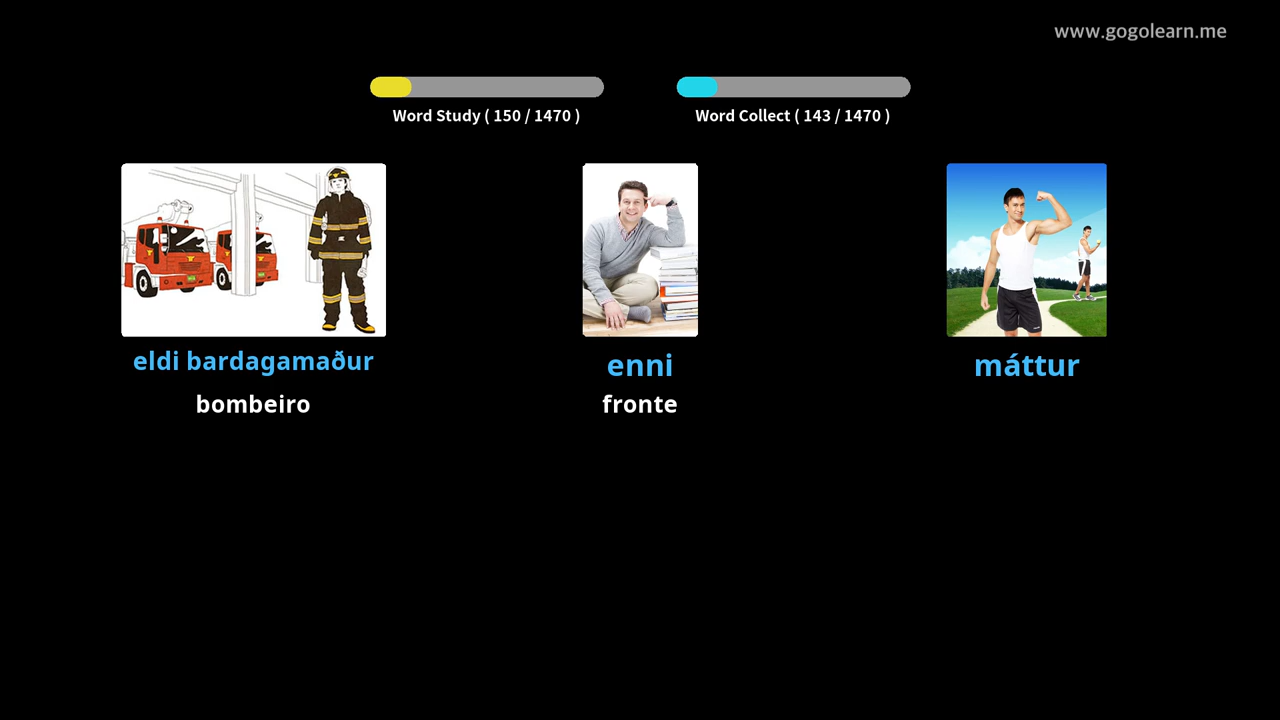 www.gogolearn.me
Word Study ( 150 / 1470 )
Word Collect ( 143 / 1470 )
eldi bardagamaður
enni
máttur
bombeiro
fronte